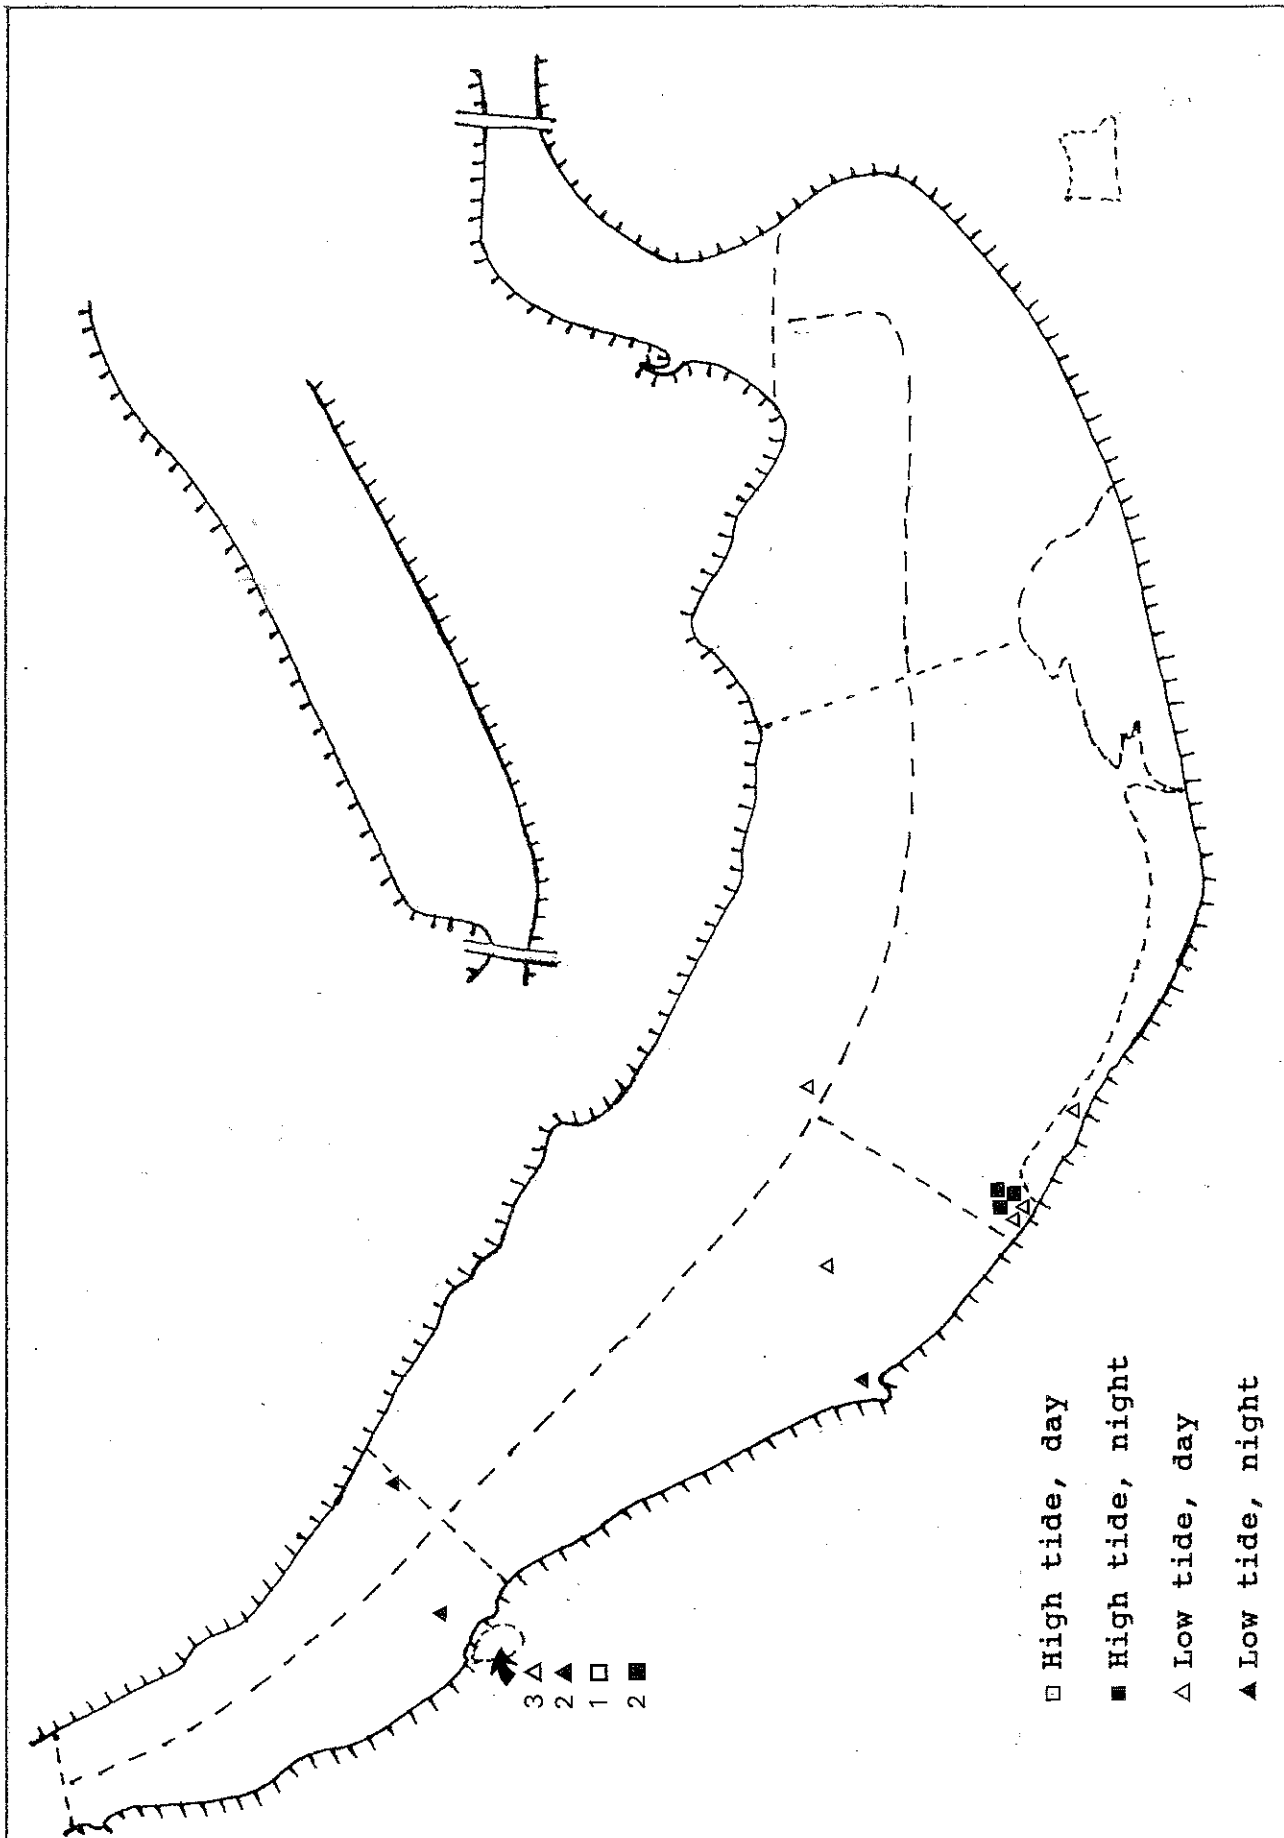 3 △
2 ▲
1 □
2 ■
□ High tide, day
■ High tide, night
△ Low tide, day
▲ Low tide, night